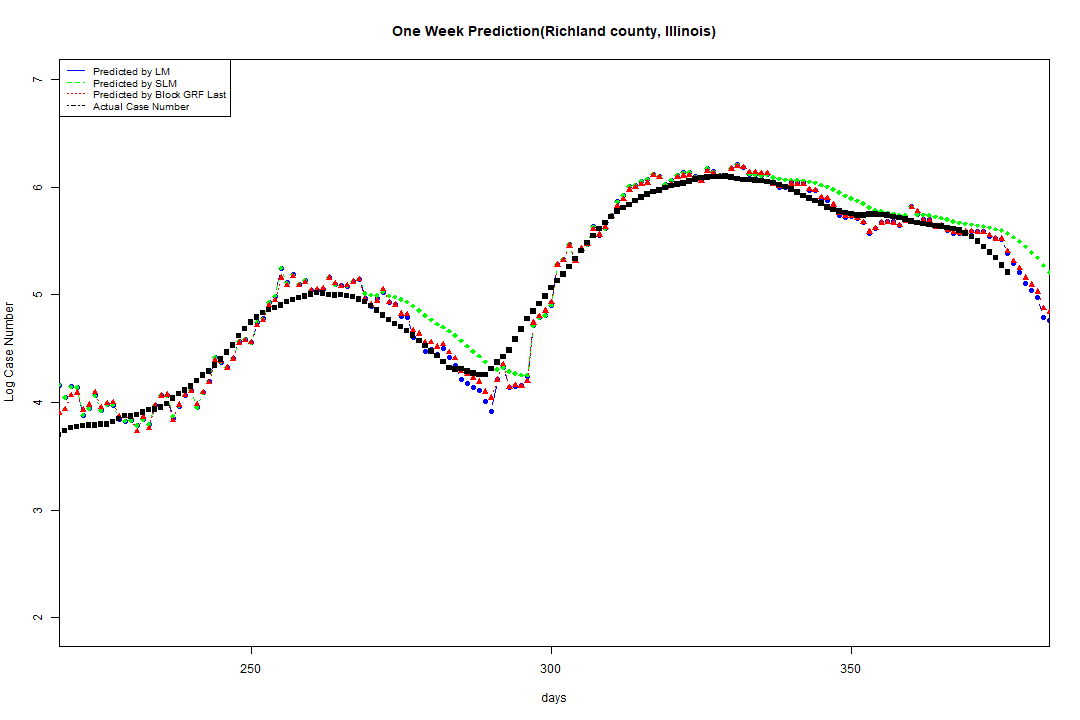 One Week Prediction(Richland county, Illinois)
Predicted by LM
Predicted by SLM
Predicted by Block GRF Last
Actual Case Number
7
6
5
4
3
2
Log Case Number
250 300 350
days